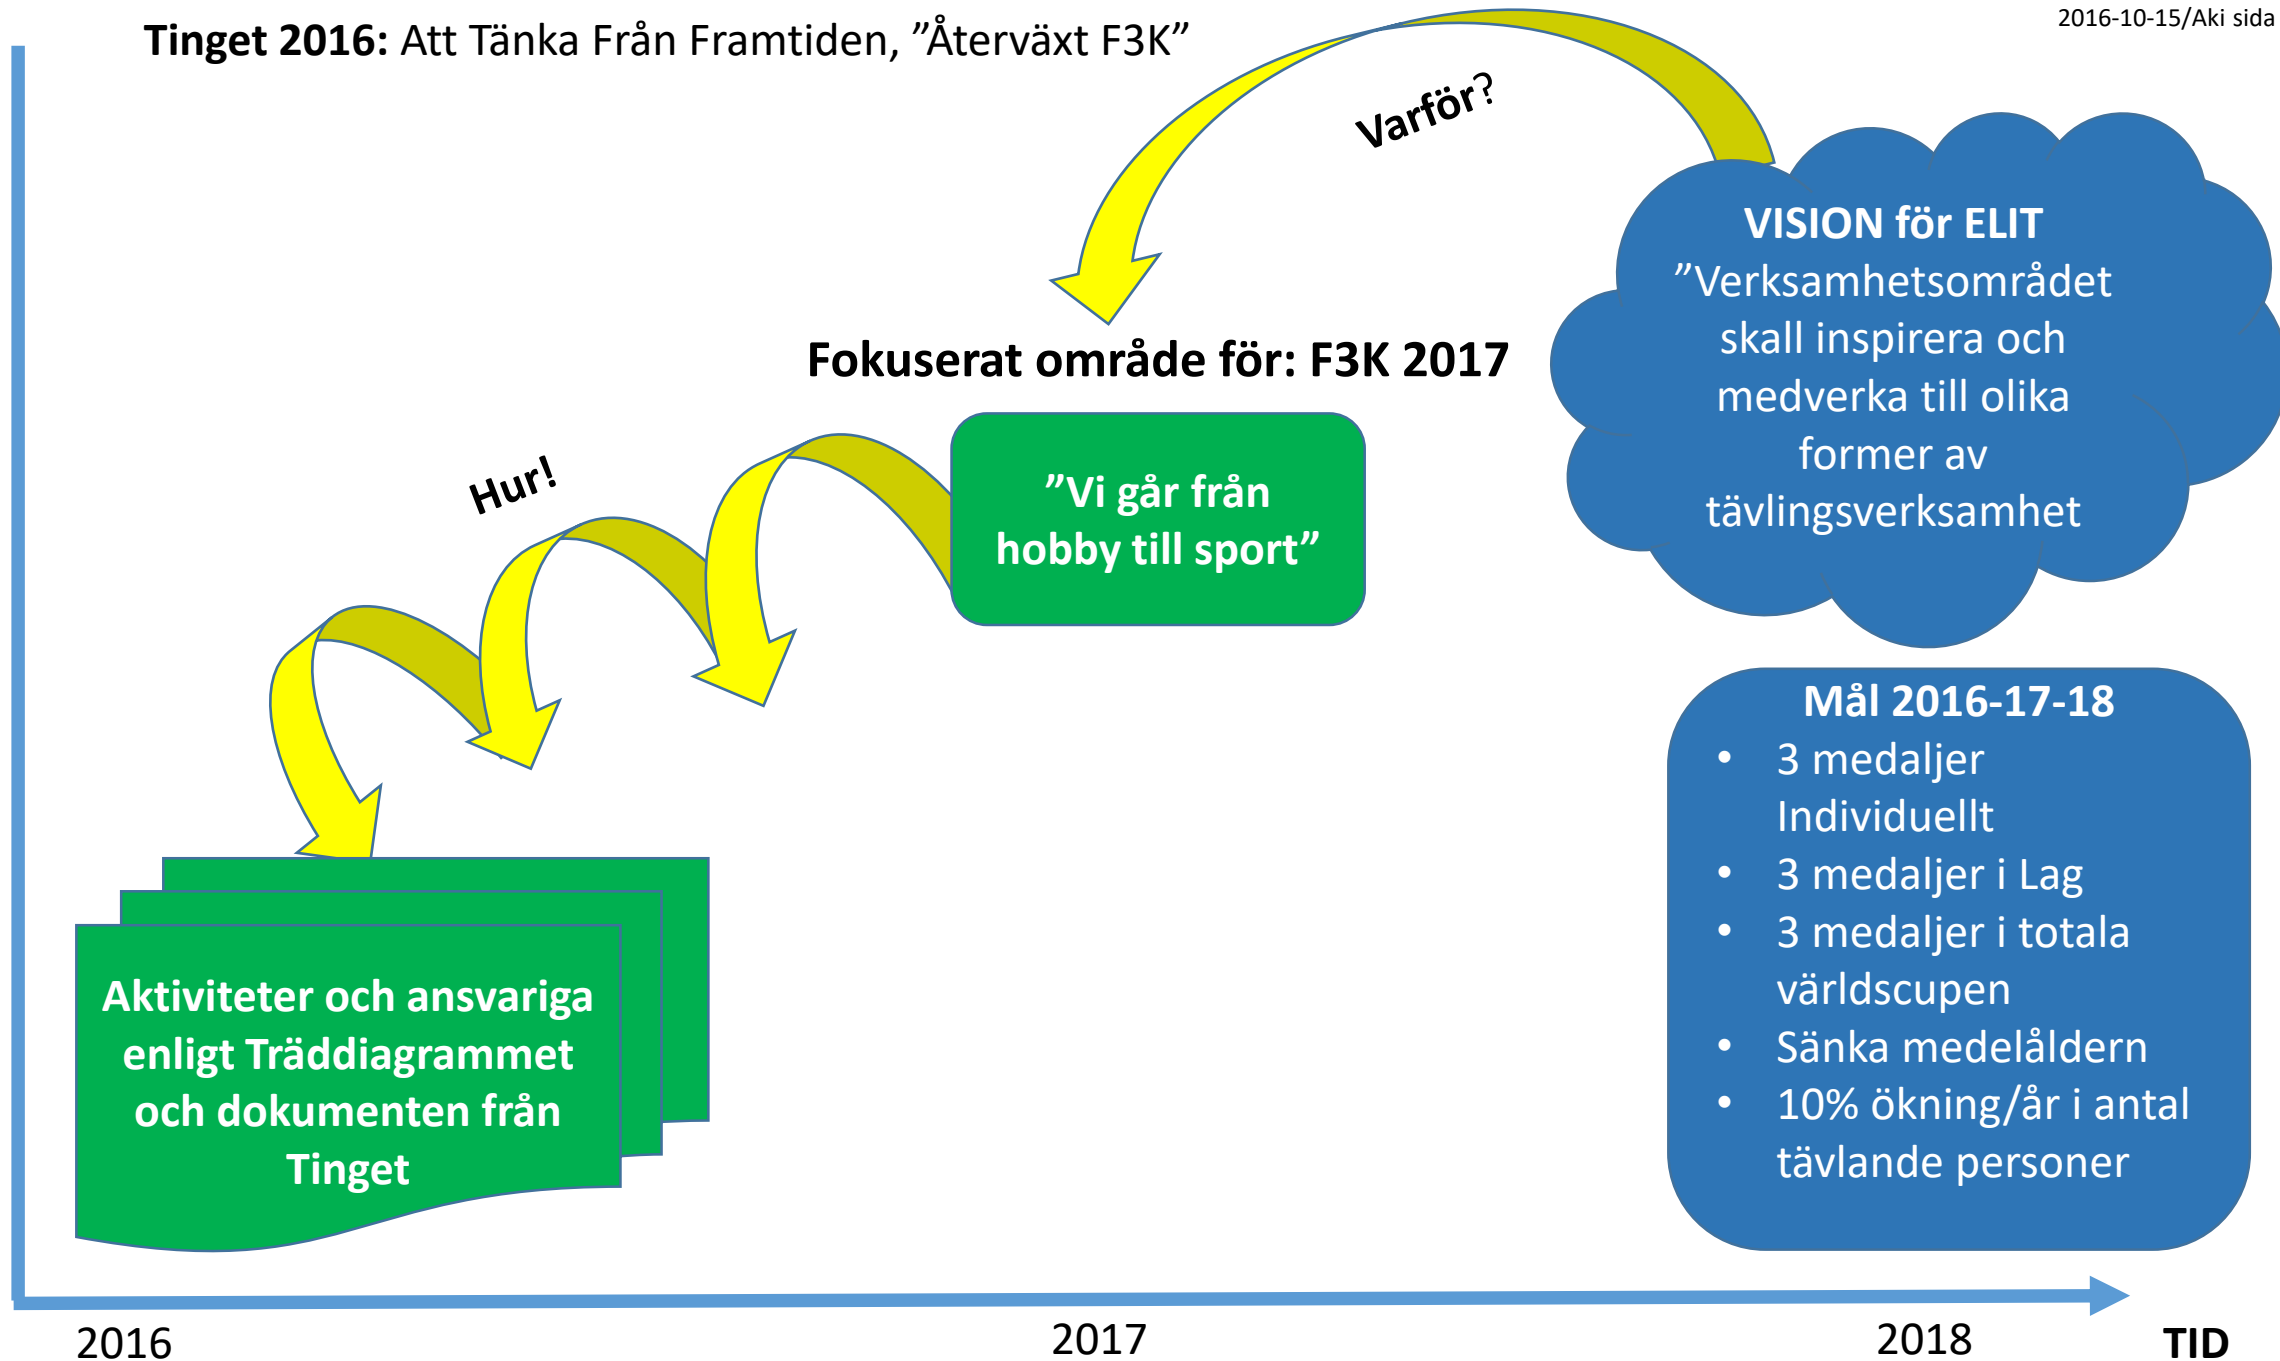 2016-10-15/Aki sida
Tinget 2016: Att Tänka Från Framtiden, ”Återväxt F3K”
Varför?
VISION för ELIT
”Verksamhetsområdet
skall inspirera och
medverka till olika
former av
tävlingsverksamhet
Fokuserat område för: F3K 2017
”Vi går från
hobby till sport”
Hur!
Mål 2016-17-18
• 3 medaljer
Individuellt
• 3 medaljer i Lag
• 3 medaljer i totala
världscupen
• Sänka medelåldern
• 10% ökning/år i antal
tävlande personer
Aktiviteter och ansvariga
enligt Träddiagrammet
och dokumenten från
Tinget
2016
2017
2018
TID